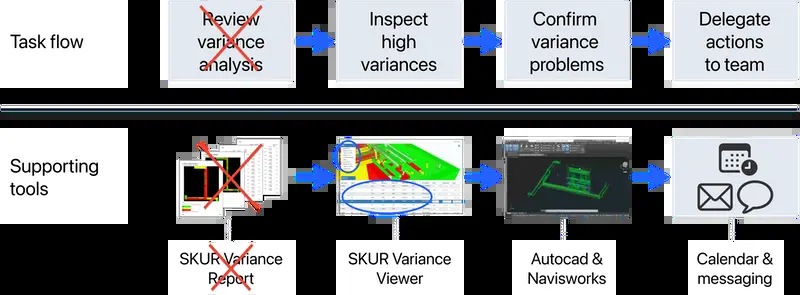 Task flow
Review
variance
analysis
Inspect
high
variances
Confirm
variance
problems
Delegate
actions
to team
Supporting
tools
SKUR Variance
Report
SKUR Variance
Viewer
Autocad &
Navisworks
Calendar &
messaging